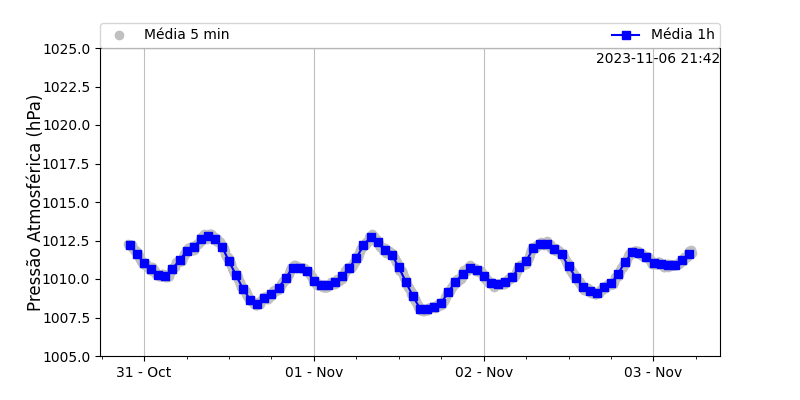 Média 5 min
Média 1h
2023-11-06 21:42
Pressão Atmosférica (hPa)
1025.0
1022.5
1020.0
1017.5
1015.0
1012.5
1010.0
1007.5
1005.0
31 - Oct
01 - Nov
02 - Nov
03 - Nov